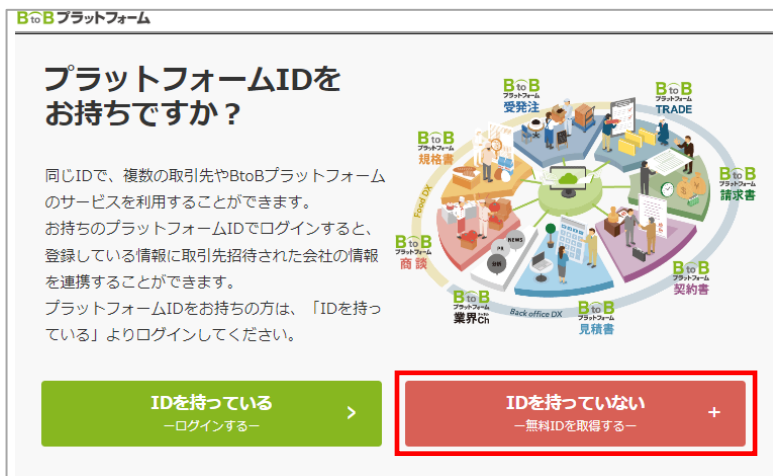 BtoBプラットフォーム
プラットフォームIDを
お持ちですか？
同じIDで、複数の取引先やBtoBプラットフォーム
のサービスを利用することができます。
お持ちのプラットフォームIDでログインすると、
登録している情報に取引先招待された会社の情報
を連携することができます。
プラットフォームIDをお持ちの方は、「IDを持っ
ている」よりログインしてください。
BtoB
プラットフォーム
受発注
BtoB
プラットフォーム
TRADE
BtoB
プラットフォーム
規格書
BtoB
プラットフォーム
請求書
Food DX
BtoB
プラットフォーム
商談
NEWS
PR
BtoB
プラットフォーム
契約書
BtoB
プラットフォーム
業界Ch
Back office DX
BtoB
プラットフォーム
見積書
IDを持っている
ーログインするー
IDを持っていない
ー無料IDを取得するー